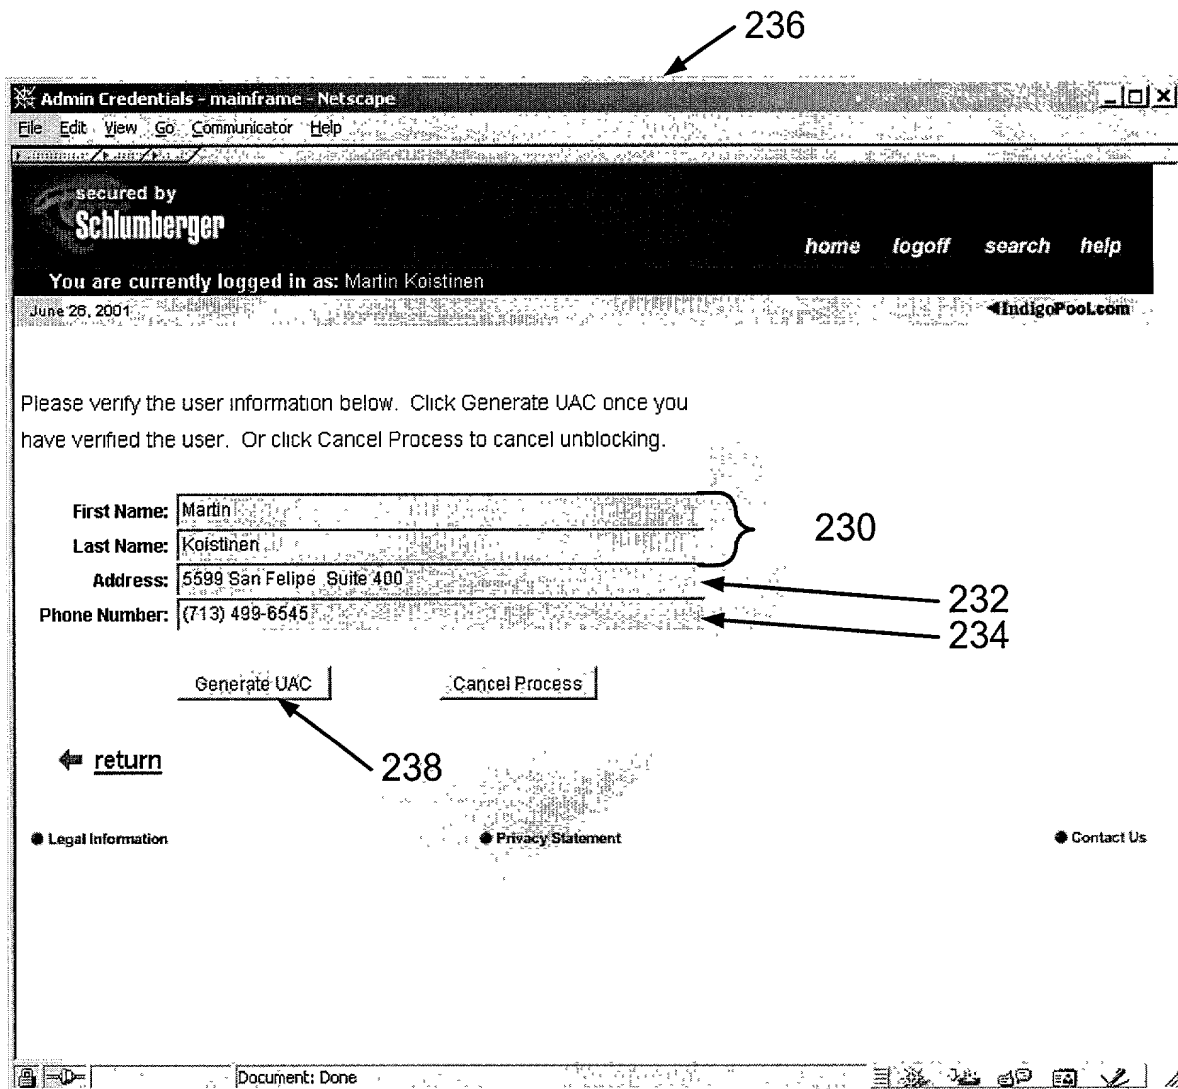 236
Admin Credentials - mainframe - Netscape
File Edit View Go Communicator Help
secured by
Schlumberger
home logoff search help
You are currently logged in as: Martin Koistinen
June 26, 2001
IndigoPool.com
Please verify the user information below. Click Generate UAC once you
have verified the user. Or click Cancel Process to cancel unblocking.
First Name: Martin
Last Name: Koistinen
230
Address: 5599 San Felipe Suite 400
232
Phone Number: (713) 499-6545
234
Generate UAC Cancel Process
238
return
Legal Information Privacy Statement Contact Us
Document: Done